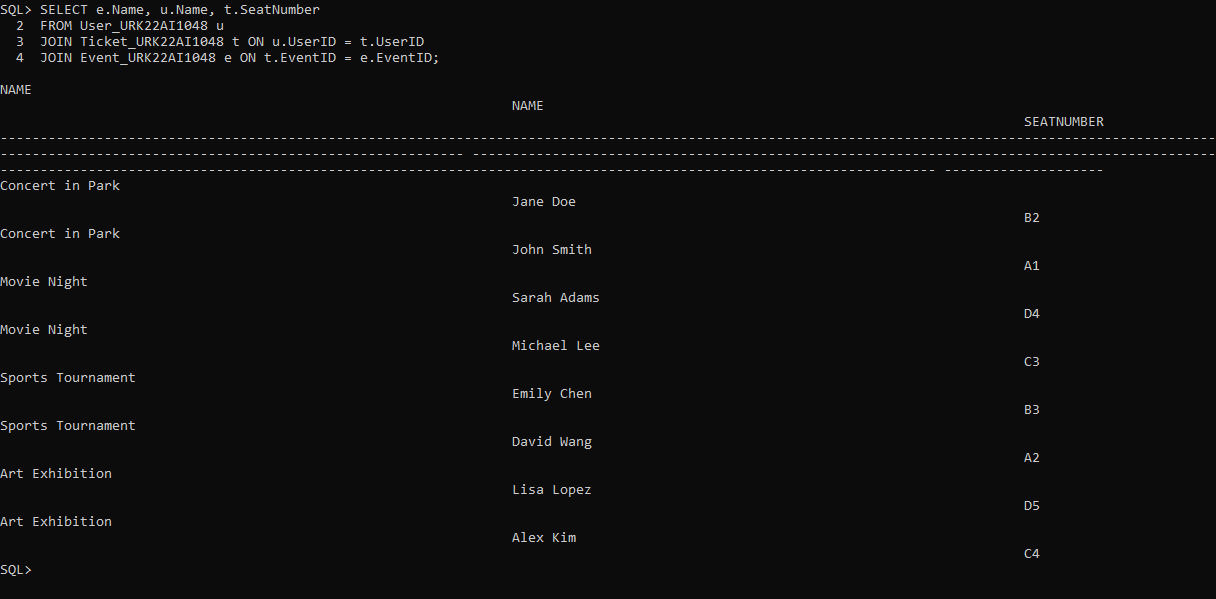 SQL> SELECT e.Name, u.Name, t.SeatNumber
  2  FROM User_URK22AI1048 u
  3  JOIN Ticket_URK22AI1048 t ON u.UserID = t.UserID
  4  JOIN Event_URK22AI1048 e ON t.EventID = e.EventID;
NAME
NAME
SEATNUMBER
--------------------------------------------------------------------------------------------------------------------------------------------------------
---------------------------------------------------------- ---------------------------------------------------------------------------------------------
--------------------------------------------------------------------------------------------------------------------- --------------------
Concert in Park
Jane Doe
B2
Concert in Park
John Smith
A1
Movie Night
Sarah Adams
D4
Movie Night
Michael Lee
C3
Sports Tournament
Emily Chen
B3
Sports Tournament
David Wang
A2
Art Exhibition
Lisa Lopez
D5
Art Exhibition
Alex Kim
C4
SQL>